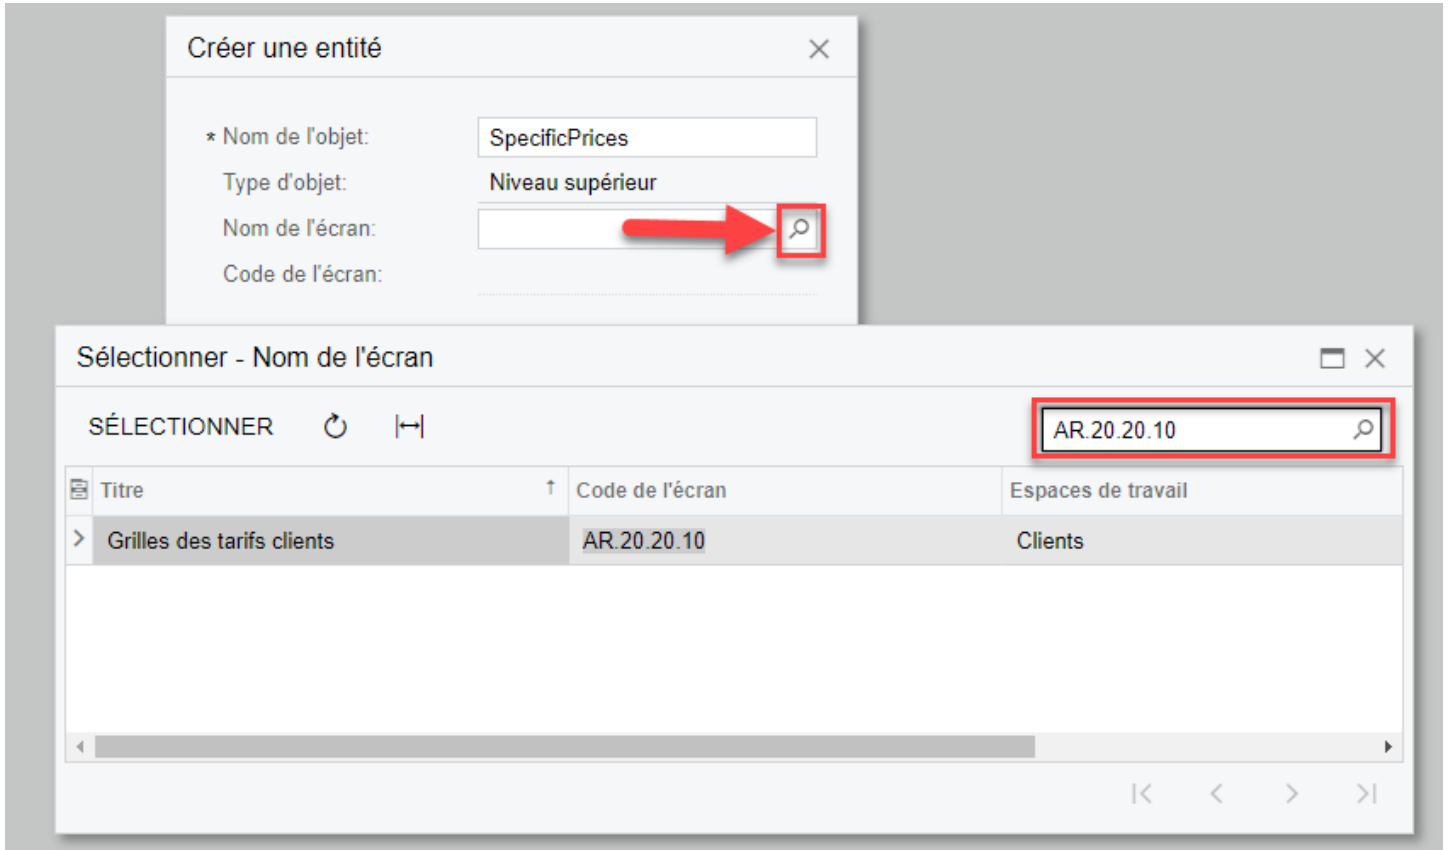 Créer une entité
* Nom de l'objet: SpecificPrices
Type d'objet: Niveau supérieur
Nom de l'écran:
Code de l'écran:
Sélectionner - Nom de l'écran
SÉLECTIONNER AR.20.20.10
Titre Code de l'écran Espaces de travail
Grilles des tarifs clients AR.20.20.10 Clients